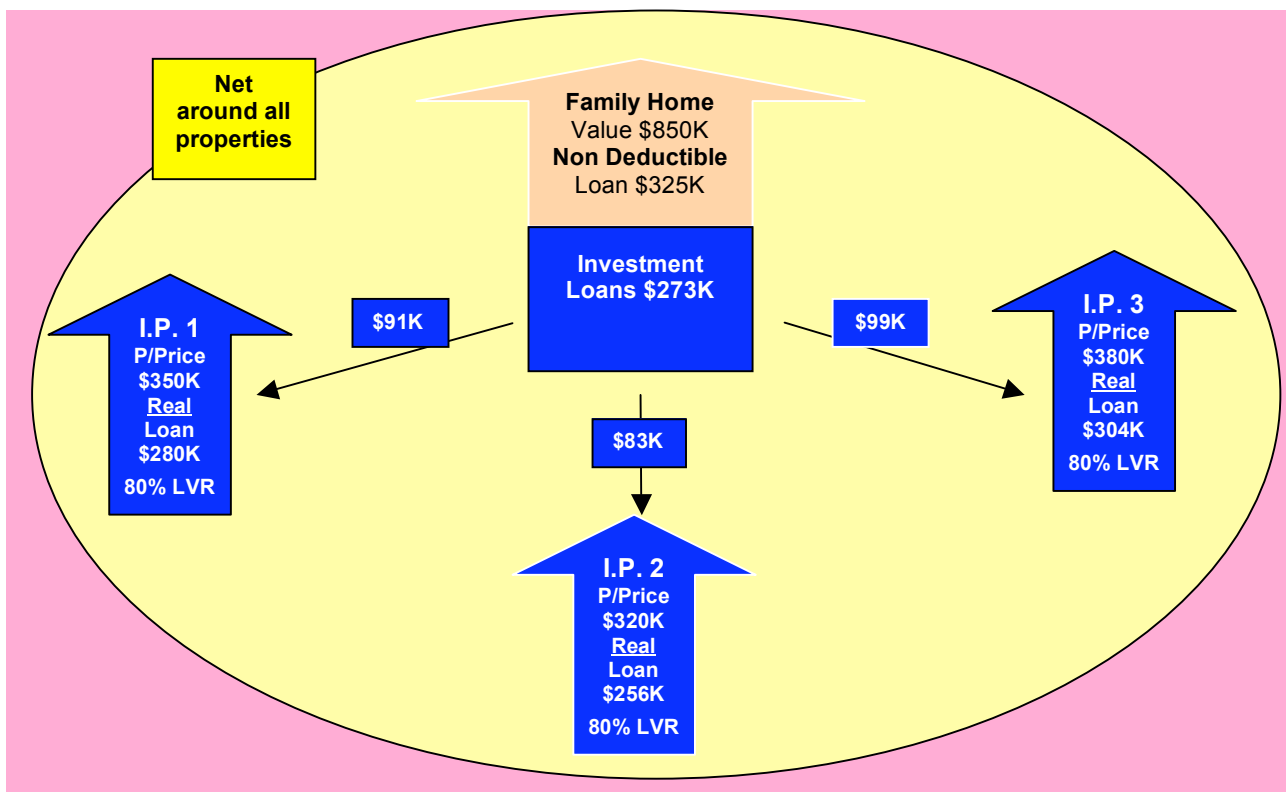 Net
around all
properties
Family Home
Value $850K
Non Deductible
Loan $325K
Investment
Loans $273K
$91K
$83K
$99K
I.P. 1
P/Price
$350K
Real
Loan
$280K
80% LVR
I.P. 2
P/Price
$320K
Real
Loan
$256K
80% LVR
I.P. 3
P/Price
$380K
Real
Loan
$304K
80% LVR